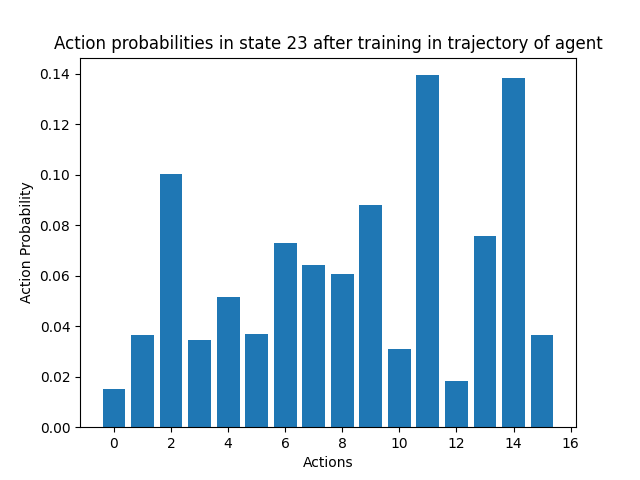 Action probabilities in state 23 after training in trajectory of agent
0.14
0.12
0.10
0.08
0.06
0.04
0.02
0.00
Action Probability
0 2 4 6 8 10 12 14 16
Actions